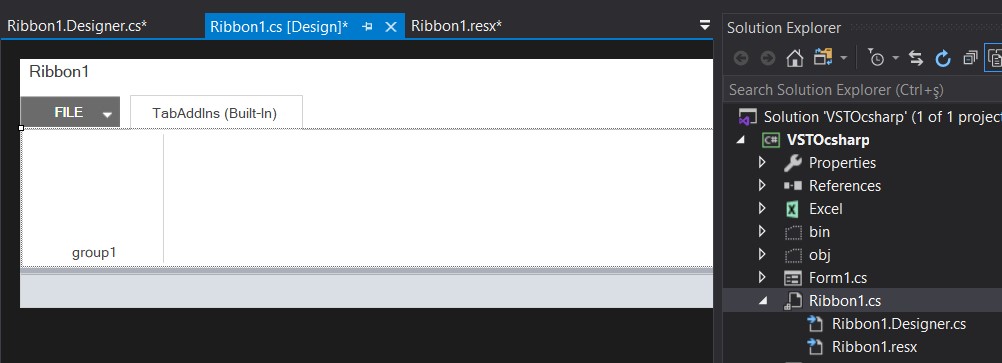 Ribbon1.Designer.cs*
Ribbon1.cs [Design]*
Ribbon1.resx*
Ribbon1
FILE
TabAddIns (Built-In)
group1
Solution Explorer
Search Solution Explorer (Ctrl+ş)
Solution 'VSTOcsharp' (1 of 1 project
C# VSTOcsharp
Properties
References
Excel
bin
obj
Form1.cs
Ribbon1.cs
Ribbon1.Designer.cs
Ribbon1.resx